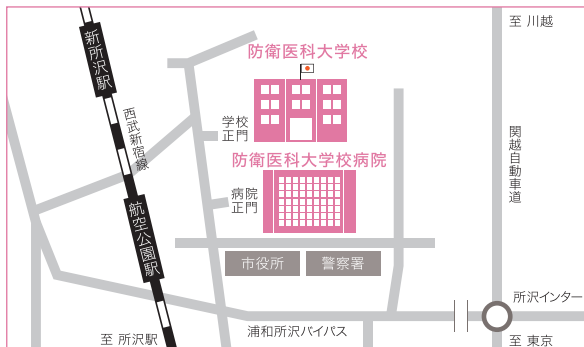 至 川越
防衛医科大学校
新所沢駅
西武新宿線
学校
正門
関越自動車道
防衛医科大学校病院
病院
正門
航空公園駅
市役所
警察署
所沢インター
浦和所沢バイパス
至 所沢駅
至 東京